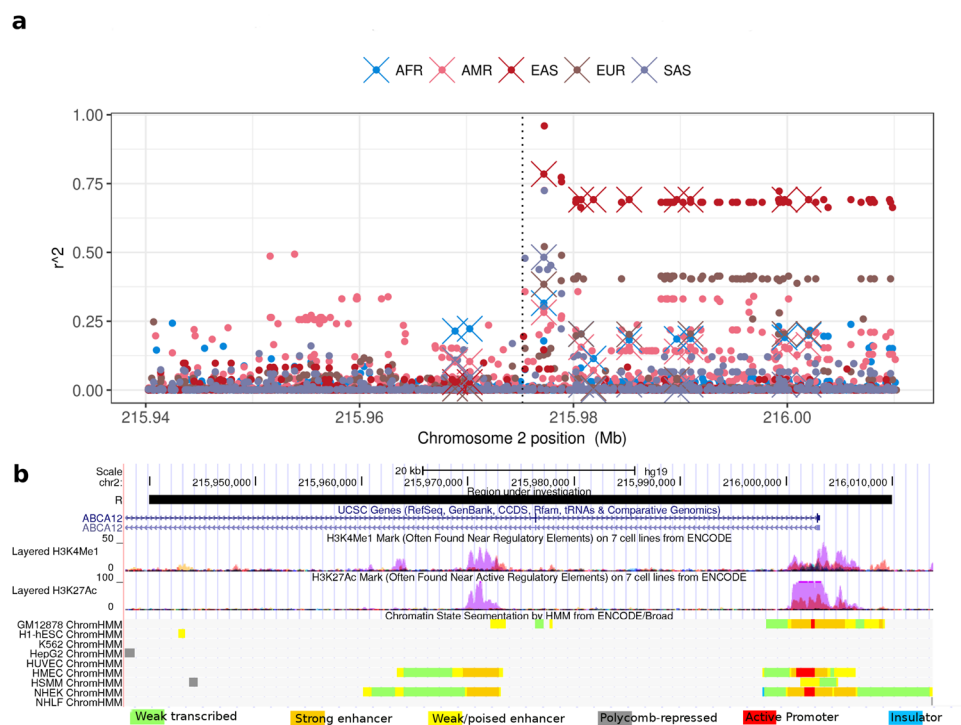 a
AFR AMR EAS EUR SAS
1.00
0.75
0.50
0.25
0.00
r^2
215.94 215.96 215.98 216.00
Chromosome 2 position (Mb)
b
Scale 20 kb hg19
chr2: 215,950,000 215,960,000 215,970,000 215,980,000 215,990,000 216,000,000 216,010,000
Region under investigation
R
UCSC Genes (RefSeq, GenBank, CCDS, Rfam, tRNAs & Comparative Genomics)
ABCA12
ABCA12
H3K4Me1 Mark (Often Found Near Regulatory Elements) on 7 cell lines from ENCODE
50
Layered H3K4Me1
0
H3K27Ac Mark (Often Found Near Active Regulatory Elements) on 7 cell lines from ENCODE
100
Layered H3K27Ac
0
Chromatin State Segmentation by HMM from ENCODE/Broad
GM12878 ChromHMM
H1-hESC ChromHMM
K562 ChromHMM
HepG2 ChromHMM
HUVEC ChromHMM
HMEC ChromHMM
HSMM ChromHMM
NHEK ChromHMM
NHLF ChromHMM
Weak transcribed Strong enhancer Weak/poised enhancer Polycomb-repressed Active Promoter Insulator